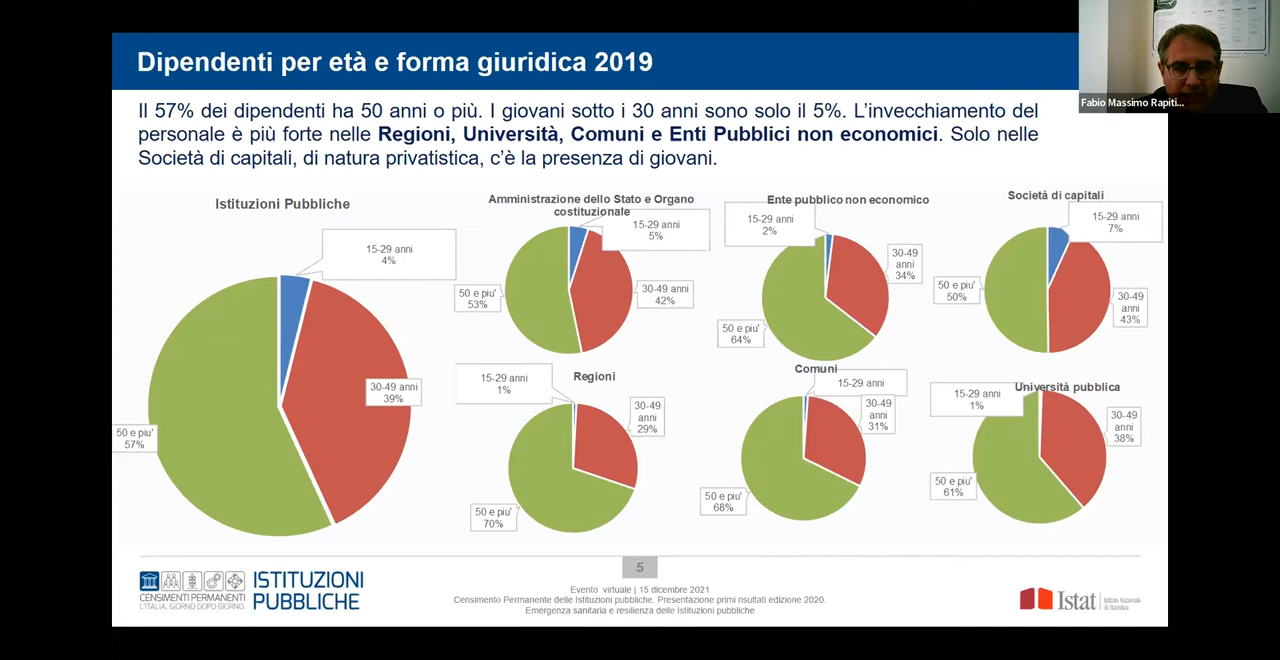 Dipendenti per età e forma giuridica 2019
Fabio Massimo Rapiti...
Il 57% dei dipendenti ha 50 anni o più. I giovani sotto i 30 anni sono solo il 5%. L'invecchiamento del
personale è più forte nelle Regioni, Università, Comuni e Enti Pubblici non economici. Solo nelle
Società di capitali, di natura privatistica, c'è la presenza di giovani.
Istituzioni Pubbliche
15-29 anni
4%
30-49 anni
39%
50 e piu'
57%
Amministrazione dello Stato e Organo
costituzionale
15-29 anni
5%
30-49 anni
42%
50 e piu'
53%
Ente pubblico non economico
15-29 anni
2%
30-49
anni
34%
50 e piu'
64%
Società di capitali
15-29 anni
7%
30-49
anni
43%
50 e piu'
50%
Regioni
15-29 anni
1%
30-49
anni
29%
50 e piu'
70%
Comuni
15-29 anni
30-49
anni
31%
50 e piu'
68%
Università pubblica
15-29 anni
1%
30-49
anni
38%
50 e piu'
61%
5
CENSIMENTI PERMANENTI
L'ITALIA, GIORNO DOPO GIORNO.
ISTITUZIONI
PUBBLICHE
Evento virtuale | 15 dicembre 2021
Censimento Permanente delle Istituzioni pubbliche. Presentazione primi risultati edizione 2020.
Emergenza sanitaria e resilienza delle Istituzioni pubbliche
Istat
Istituto Nazionale
di Statistica